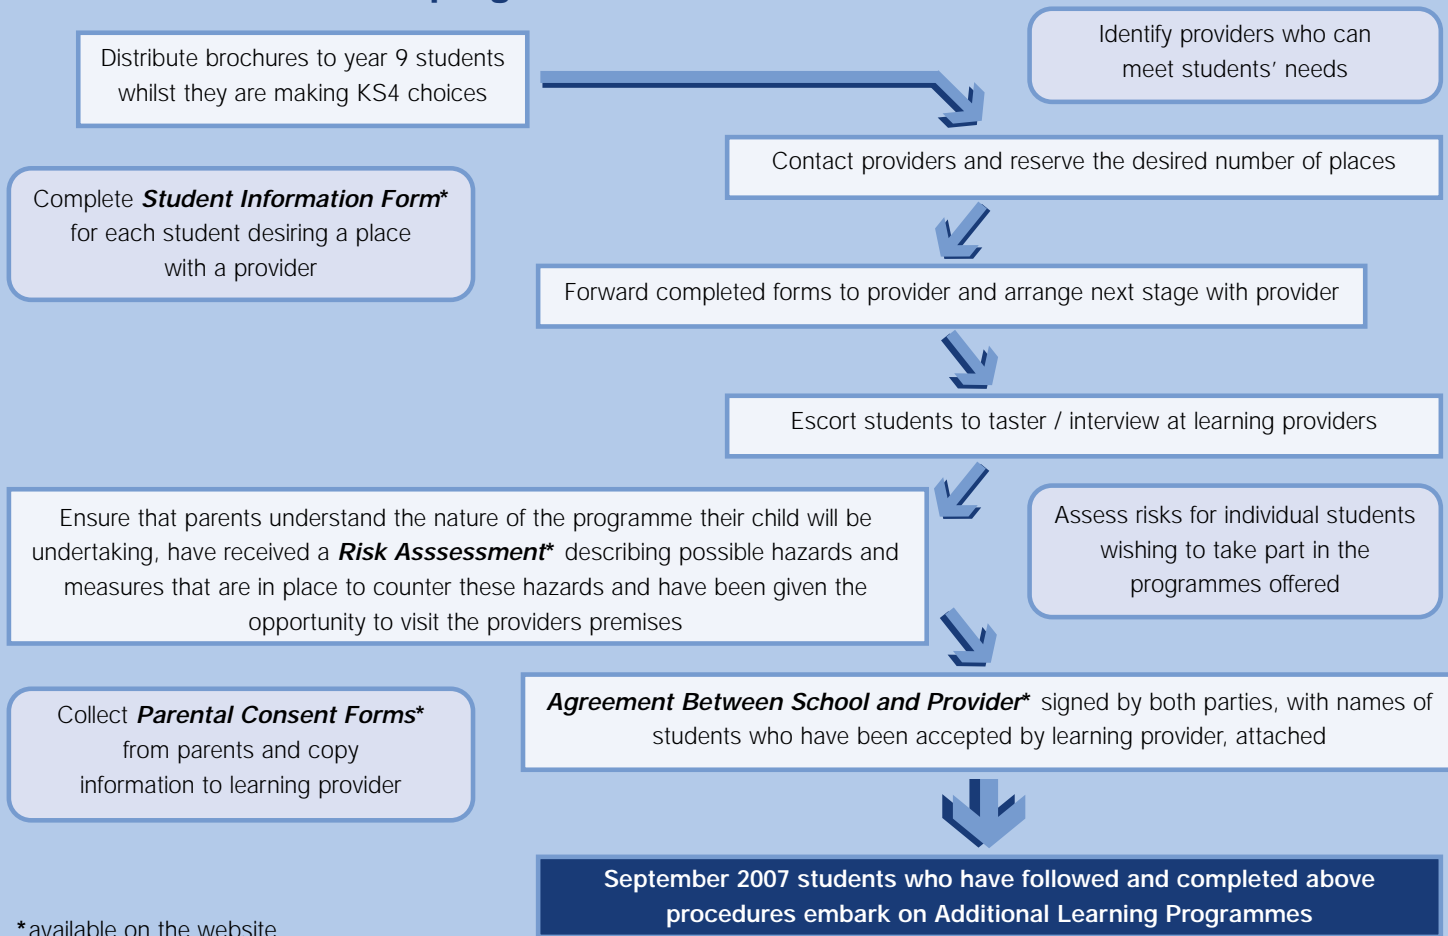 Distribute brochures to year 9 students
whilst they are making KS4 choices
Identify providers who can
meet students' needs
Contact providers and reserve the desired number of places
Complete Student Information Form*
for each student desiring a place
with a provider
Forward completed forms to provider and arrange next stage with provider
Escort students to taster / interview at learning providers
Ensure that parents understand the nature of the programme their child will be
undertaking, have received a Risk Asssessment* describing possible hazards and
measures that are in place to counter these hazards and have been given the
opportunity to visit the providers premises
Assess risks for individual students
wishing to take part in the
programmes offered
Agreement Between School and Provider* signed by both parties, with names of
students who have been accepted by learning provider, attached
Collect Parental Consent Forms*
from parents and copy
information to learning provider
September 2007 students who have followed and completed above
procedures embark on Additional Learning Programmes
*available on the website